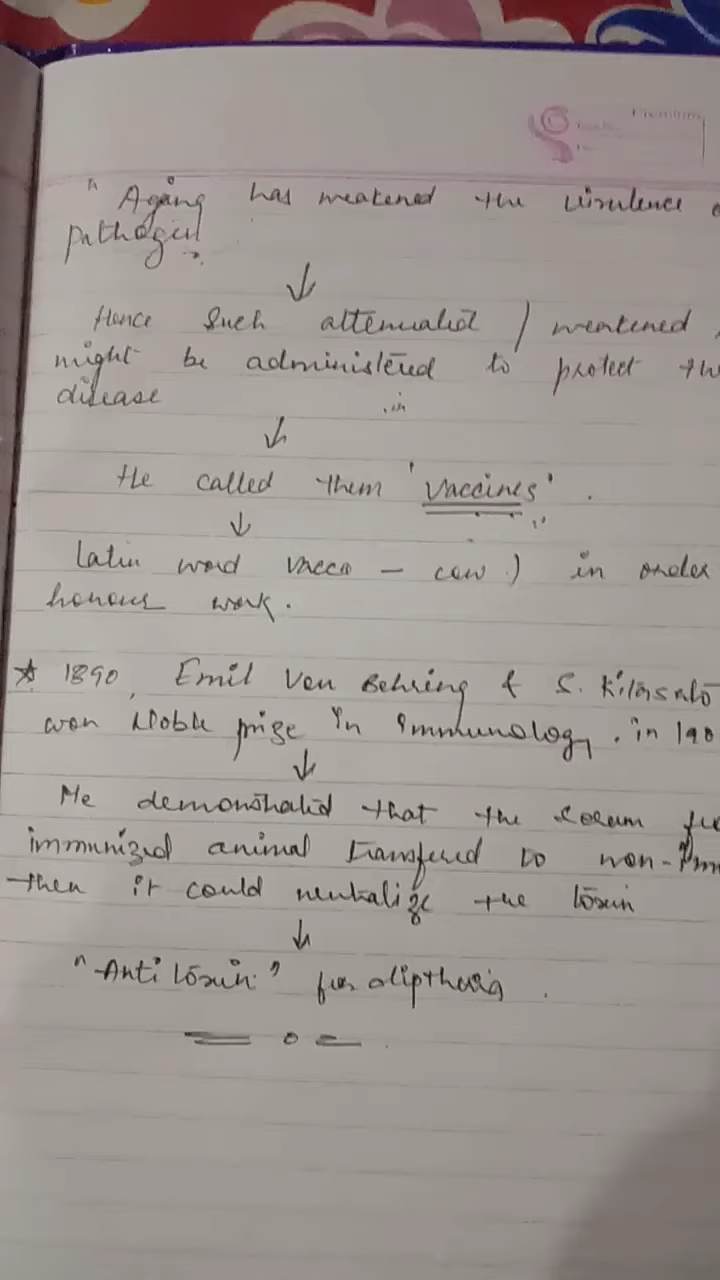 " Aging has weakened the virulence o
pathogen
↓
Hence such attenuated / weakened
might be administered to protect the
disease
↓
He called them 'vaccines' .
↓
Latin word vacca - cow ) in order
honour work.
☆ 1890, Emil Von Behring & S. Kitasato
won Noble prize in immunology . in 190
↓
He demonstrated that the serum
immunized animal transfered to non-imm
then it could neutralize the toxin
↓
"Anti toxin" for diptheria .